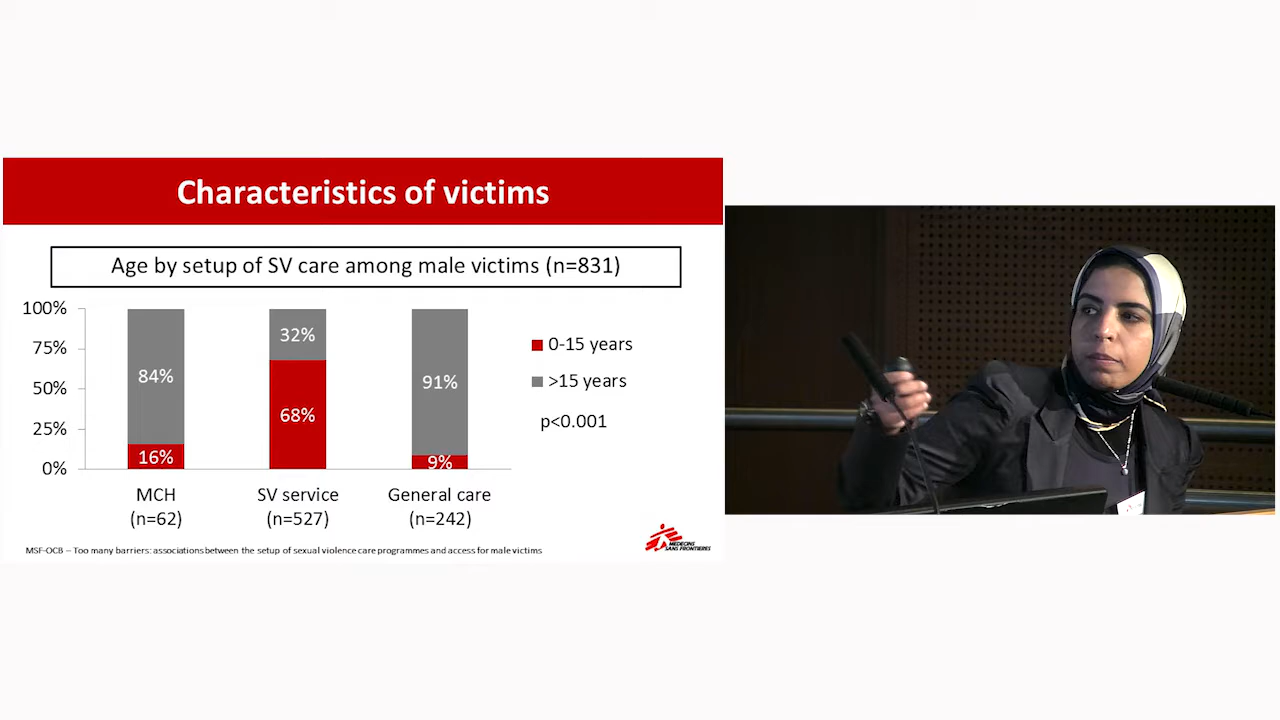 Characteristics of victims
Age by setup of SV care among male victims (n=831)
100%
75%
50%
25%
0%
84%
16%
32%
68%
91%
9%
MCH
(n=62)
SV service
(n=527)
General care
(n=242)
0-15 years
>15 years
p<0.001
MSF-OCB – Too many barriers: associations between the setup of sexual violence care programmes and access for male victims
MEDECINS
SANS FRONTIERES